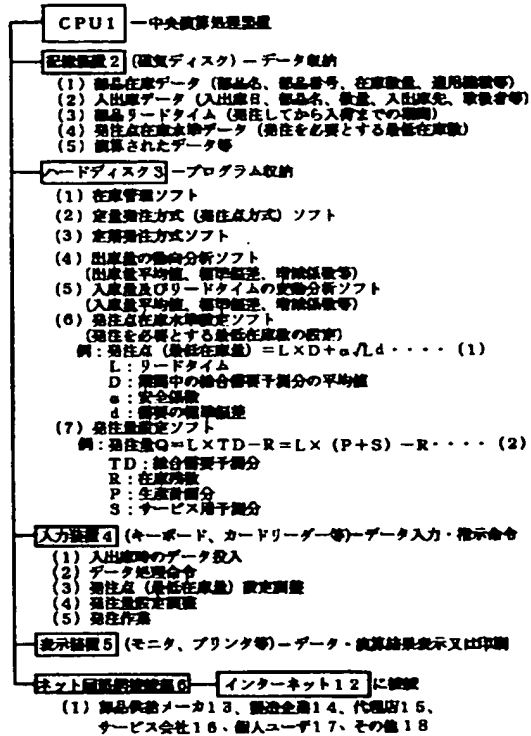 CPU1 ー中央演算処理装置
記憶装置2 (磁気ディスク) ーデータ収納
(1) 部品在庫データ (部品名、部品番号、在庫数量、適用機種等)
(2) 入出庫データ (入出庫日、部品名、数量、入出庫先、取扱者等)
(3) 部品リードタイム (発注してから入荷までの期間)
(4) 発注点在庫水準データ (発注を必要とする最低在庫数)
(5) 演算されたデータ等
ハードディスク3 ープログラム収納
(1) 在庫管理ソフト
(2) 定量発注方式 (発注点方式) ソフト
(3) 定期発注方式ソフト
(4) 出庫量の傾向分析ソフト
(出庫量平均値、標準偏差、増減係数等)
(5) 入庫量及びリードタイムの変動分析ソフト
(入庫量平均値、標準偏差、増減係数等)
(6) 発注点在庫水準設定ソフト
(発注を必要とする最低在庫数の設定)
例:発注点 (最低在庫量) =L×D+α√Ld・・・・ (1)
L:リードタイム
D:期間中の総合需要予測分の平均値
α:安全係数
d:需要の標準偏差
(7) 発注量設定ソフト
例:発注量Q=L×TD−R=L× (P+S) −R・・・・ (2)
TD:総合需要予測分
R:在庫残数
P:生産計画分
S:サービス用予測分
入力装置4 (キーボード、カードリーダー等)ーデータ入力・指示命令
(1) 入出庫時のデータ投入
(2) データ処理命令
(3) 発注点 (最低在庫量) 設定調整
(4) 発注量設定調整
(5) 発注作業
表示装置5 (モニタ、プリンタ等) ーデータ・演算結果表示又は印刷
ネット回路網接続部6 インターネット12 に接続
(1) 部品供給メーカ13、製造企業14、代理店15、
サービス会社16、個人ユーザ17、その他18